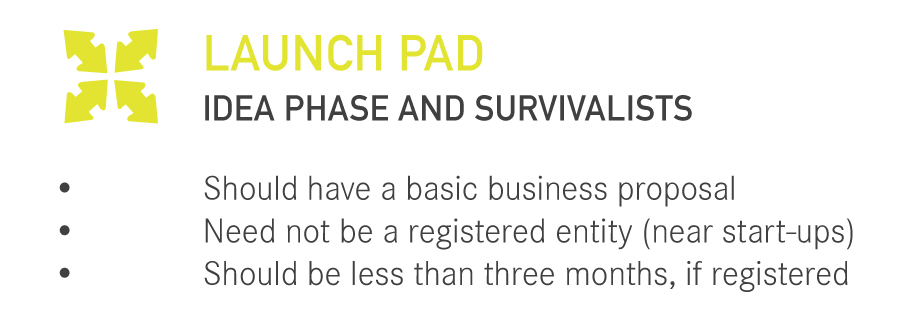 LAUNCH PAD
IDEA PHASE AND SURVIVALISTS
• Should have a basic business proposal
• Need not be a registered entity (near start-ups)
• Should be less than three months, if registered